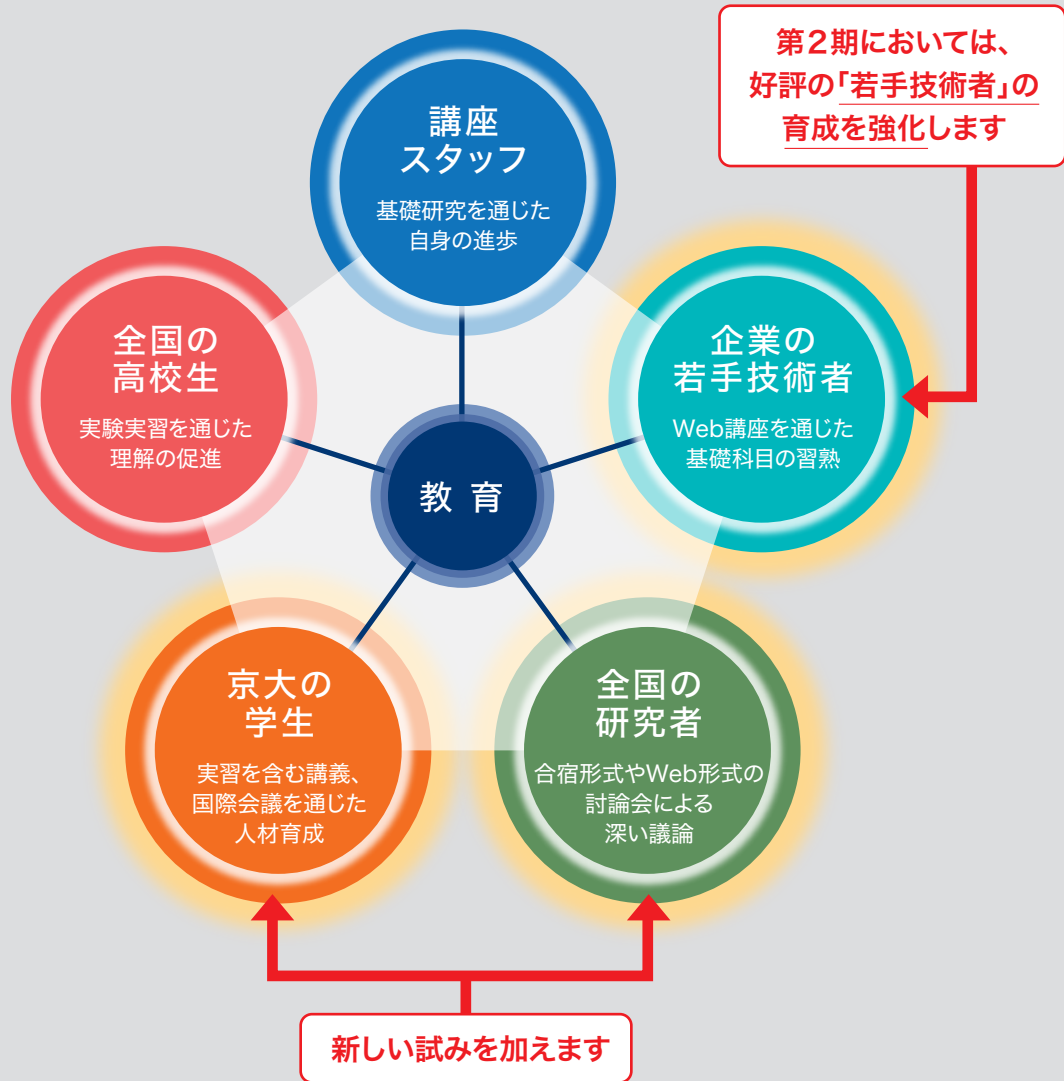 第2期においては、
好評の「若手技術者」の
育成を強化します
講座
スタッフ
基礎研究を通じた
自身の進歩
全国の
高校生
実験実習を通じた
理解の促進
企業の
若手技術者
Web講座を通じた
基礎科目の習熟
教育
京大の
学生
実習を含む講義、
国際会議を通じた
人材育成
全国の
研究者
合宿形式やWeb形式の
討論会による
深い議論
新しい試みを加えます